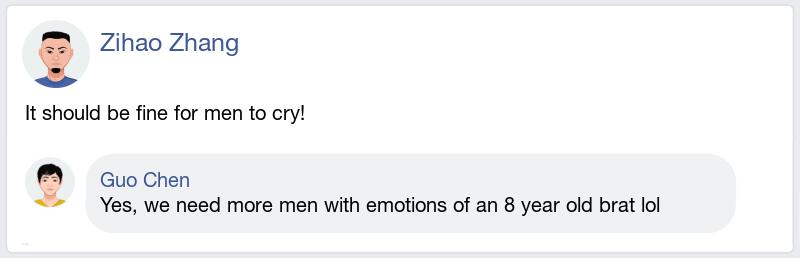 Zihao Zhang
It should be fine for men to cry!
Guo Chen
Yes, we need more men with emotions of an 8 year old brat lol